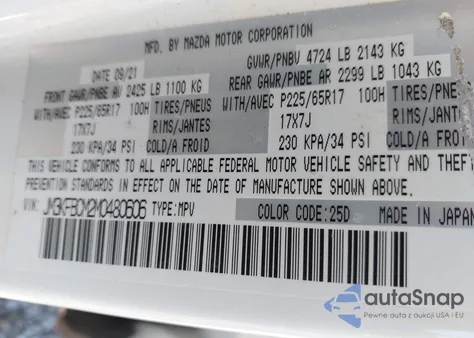 MFD. BY MAZDA MOTOR CORPORATION
DATE 09/21
GVWR/PNBV 4724 LB 2143 KG
FRONT GAWR/PNBE AV 2425 LB 1100 KG
REAR GAWR/PNBE AR 2299 LB 1043 KG
WITH/AVEC P225/65R17 100H TIRES/PNEUS
WITH/AVEC P225/65R17 100H TIRES/PNEUS
17X7J RIMS/JANTES
17X7J RIMS/JANTES
230 KPA/34 PSI COLD/A FROID
230 KPA/34 PSI COLD/A FROID
THIS VEHICLE CONFORMS TO ALL APPLICABLE FEDERAL MOTOR VEHICLE SAFETY AND THEFT
PREVENTION STANDARDS IN EFFECT ON THE DATE OF MANUFACTURE SHOWN ABOVE.
VIN: JM3KFBCM2M0480606 TYPE: MPV COLOR CODE:25D MADE IN JAPAN
autoSnap
Pewne auta z aukcji USA i EU